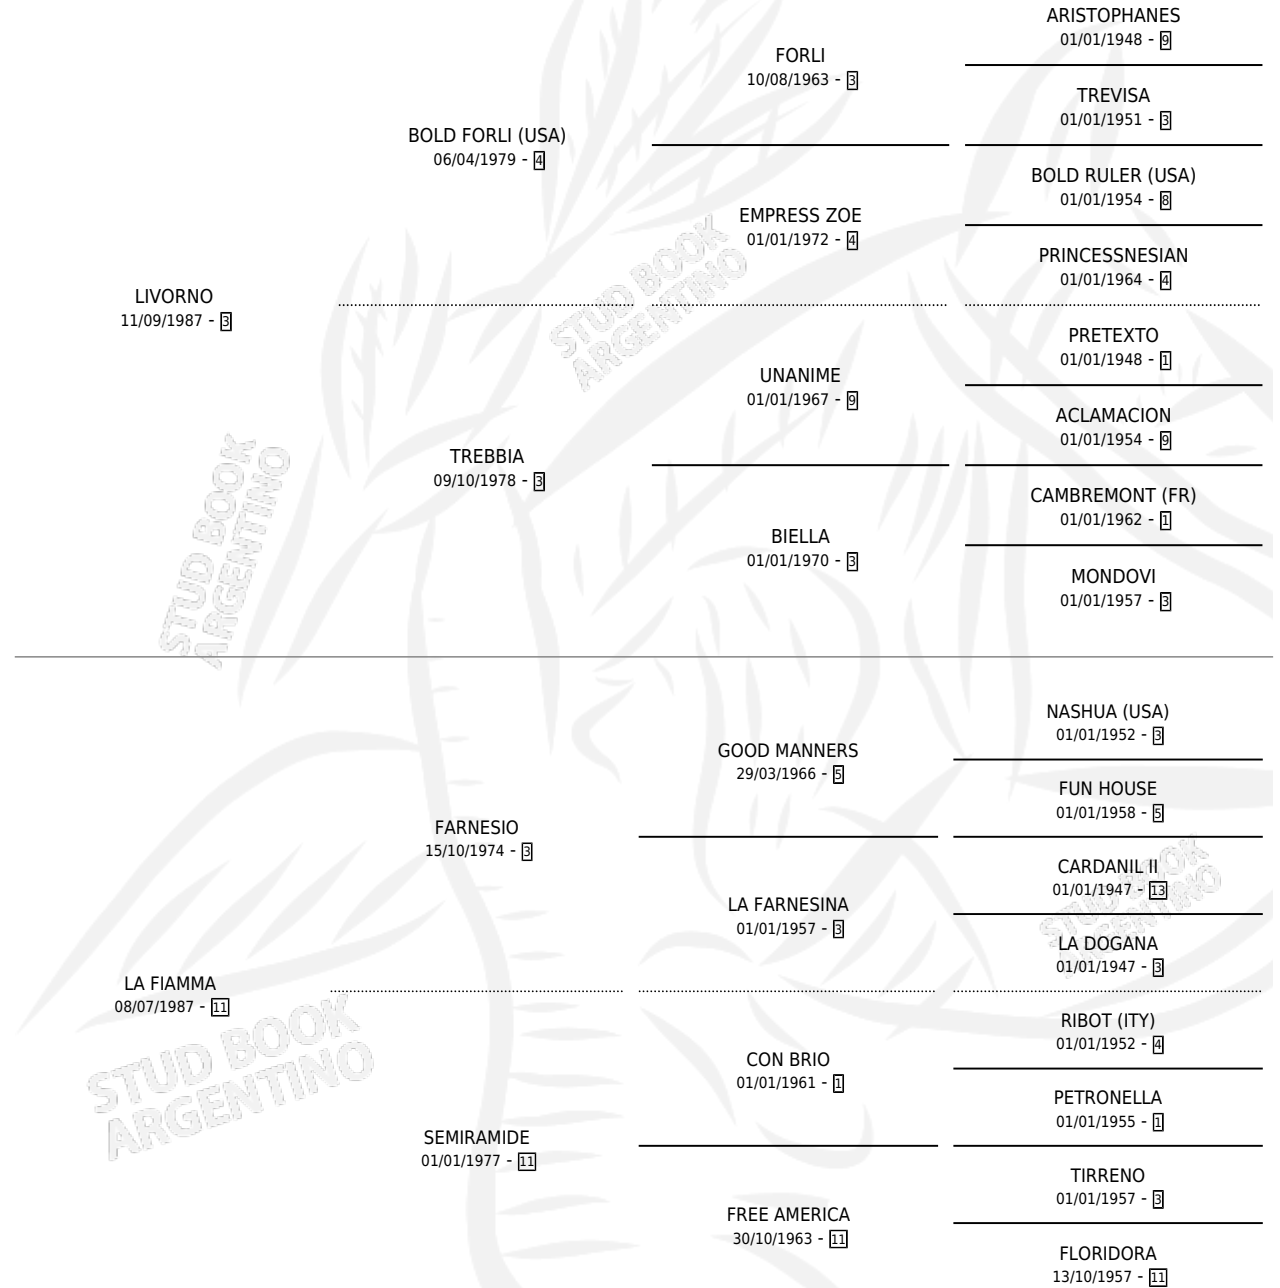 ARISTOPHANES
01/01/1948 - 9
FORLI
10/08/1963 - 3
TREVISA
01/01/1951 - 3
BOLD FORLI (USA)
06/04/1979 - 4
BOLD RULER (USA)
01/01/1954 - 8
EMPRESS ZOE
01/01/1972 - 4
PRINCESSNESIAN
01/01/1964 - 4
LIVORNO
11/09/1987 - 3
STUD BOOK
ARGENTINO
PRETEXTO
01/01/1948 - 1
UNANIME
01/01/1967 - 9
ACLAMACION
01/01/1954 - 9
TREBBIA
09/10/1978 - 3
CAMBREMONT (FR)
01/01/1962 - 1
BIELLA
01/01/1970 - 3
MONDOVI
01/01/1957 - 3
STUD BOOK
ARGENTINO
NASHUA (USA)
01/01/1952 - 3
GOOD MANNERS
29/03/1966 - 5
FUN HOUSE
01/01/1958 - 5
FARNESIO
15/10/1974 - 3
CARDANIL II
01/01/1947 - 13
LA FARNESINA
01/01/1957 - 3
LA DOGANA
01/01/1947 - 3
STUD BOOK
ARGENTINO
LA FIAMMA
08/07/1987 - 11
RIBOT (ITY)
01/01/1952 - 4
CON BRIO
01/01/1961 - 1
PETRONELLA
01/01/1955 - 1
STUD BOOK
ARGENTINO
SEMIRAMIDE
01/01/1977 - 11
TIRRENO
01/01/1957 - 3
FREE AMERICA
30/10/1963 - 11
FLORIDORA
13/10/1957 - 11